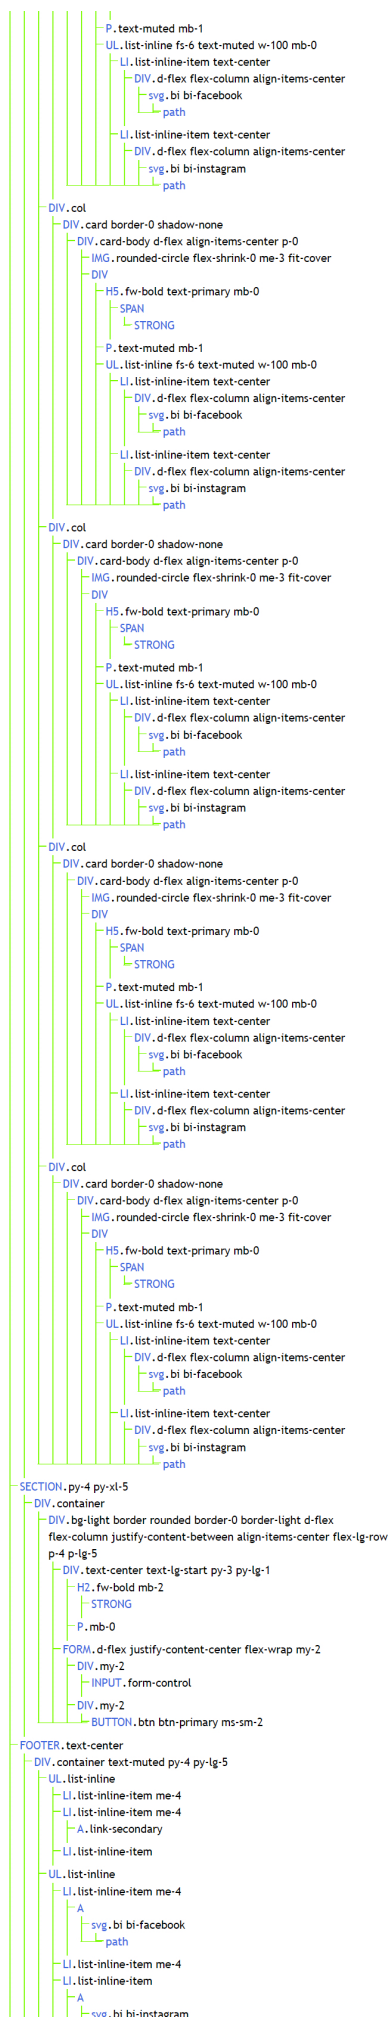 P.text-muted mb-1
UL.list-inline fs-6 text-muted w-100 mb-0
LI.list-inline-item text-center
DIV.d-flex flex-column align-items-center
svg.bi bi-facebook
path
LI.list-inline-item text-center
DIV.d-flex flex-column align-items-center
svg.bi bi-instagram
path
DIV.col
DIV.card border-0 shadow-none
DIV.card-body d-flex align-items-center p-0
IMG.rounded-circle flex-shrink-0 me-3 fit-cover
DIV
H5.fw-bold text-primary mb-0
SPAN
STRONG
P.text-muted mb-1
UL.list-inline fs-6 text-muted w-100 mb-0
LI.list-inline-item text-center
DIV.d-flex flex-column align-items-center
svg.bi bi-facebook
path
LI.list-inline-item text-center
DIV.d-flex flex-column align-items-center
svg.bi bi-instagram
path
DIV.col
DIV.card border-0 shadow-none
DIV.card-body d-flex align-items-center p-0
IMG.rounded-circle flex-shrink-0 me-3 fit-cover
DIV
H5.fw-bold text-primary mb-0
SPAN
STRONG
P.text-muted mb-1
UL.list-inline fs-6 text-muted w-100 mb-0
LI.list-inline-item text-center
DIV.d-flex flex-column align-items-center
svg.bi bi-facebook
path
LI.list-inline-item text-center
DIV.d-flex flex-column align-items-center
svg.bi bi-instagram
path
DIV.col
DIV.card border-0 shadow-none
DIV.card-body d-flex align-items-center p-0
IMG.rounded-circle flex-shrink-0 me-3 fit-cover
DIV
H5.fw-bold text-primary mb-0
SPAN
STRONG
P.text-muted mb-1
UL.list-inline fs-6 text-muted w-100 mb-0
LI.list-inline-item text-center
DIV.d-flex flex-column align-items-center
svg.bi bi-facebook
path
LI.list-inline-item text-center
DIV.d-flex flex-column align-items-center
svg.bi bi-instagram
path
DIV.col
DIV.card border-0 shadow-none
DIV.card-body d-flex align-items-center p-0
IMG.rounded-circle flex-shrink-0 me-3 fit-cover
DIV
H5.fw-bold text-primary mb-0
SPAN
STRONG
P.text-muted mb-1
UL.list-inline fs-6 text-muted w-100 mb-0
LI.list-inline-item text-center
DIV.d-flex flex-column align-items-center
svg.bi bi-facebook
path
LI.list-inline-item text-center
DIV.d-flex flex-column align-items-center
svg.bi bi-instagram
path
SECTION.py-4 py-xl-5
DIV.container
DIV.bg-light border rounded border-0 border-light d-flex
flex-column justify-content-between align-items-center flex-lg-row
p-4 p-lg-5
DIV.text-center text-lg-start py-3 py-lg-1
H2.fw-bold mb-2
STRONG
P.mb-0
FORM.d-flex justify-content-center flex-wrap my-2
DIV.my-2
INPUT.form-control
DIV.my-2
BUTTON.btn btn-primary ms-sm-2
FOOTER.text-center
DIV.container text-muted py-4 py-lg-5
UL.list-inline
LI.list-inline-item me-4
LI.list-inline-item me-4
A.link-secondary
LI.list-inline-item
UL.list-inline
LI.list-inline-item me-4
A
svg.bi bi-facebook
path
LI.list-inline-item me-4
LI.list-inline-item
A
svg.bi bi-instagram